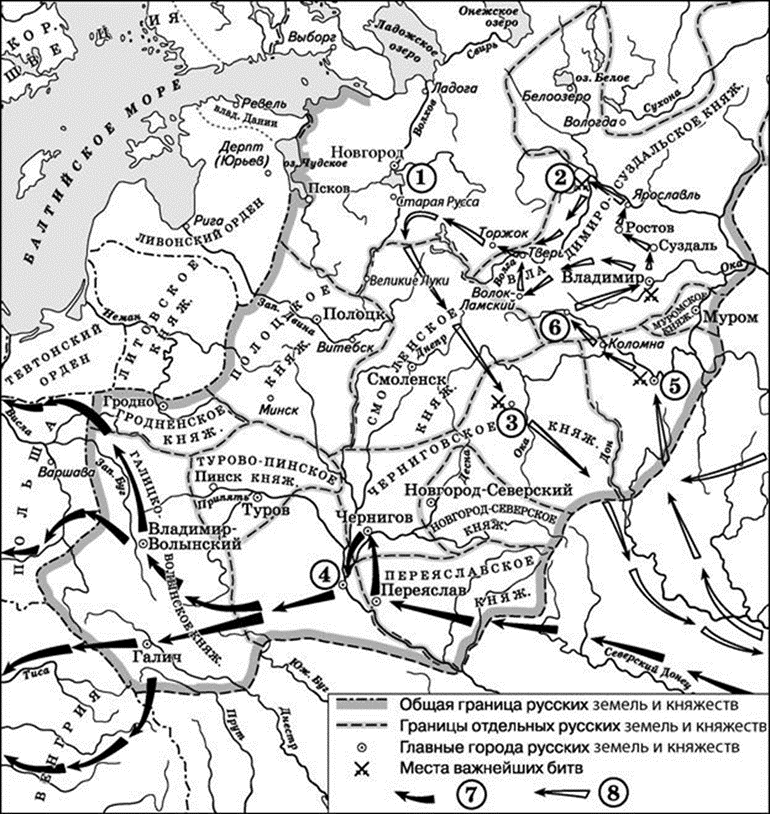 Онежское озеро
Ладожское озеро
Выборг
Свирь
КОР. ШВЕ
ИЯ
оз. Белое
Белоозеро
Сухона
Вологда
Ладога
Волхов
БАЛТИЙСКОЕ МОРЕ
Ревель
влад. Дании
Дерпт (Юрьев)
оз. Чудское
Новгород
1
2
Псков
Старая Русса
Ярославль
Ростов
Суздаль
ВЛАДИМИРО-СУЗДАЛЬСКОЕ КНЯЖ.
Рига
ЛИВОНСКИЙ ОРДЕН
Торжок
Тверь
Волга
Владимир
Ока
Великие Луки
Волок-Ламский
ЛИТОВСКОЕ КНЯЖ.
Неман
Зап. Двина
ПОЛОЦКОЕ КНЯЖ.
Полоцк
Витебск
6
МУРОМСКОЕ КНЯЖ.
Муром
Коломна
ТЕВТОНСКИЙ ОРДЕН
СМОЛЕНСКОЕ КНЯЖ.
Днепр
Смоленск
5
Минск
3
Гродно
ГРОДНЕНСКОЕ КНЯЖ.
Висла
Варшава
ПОЛЬША
Зап. Буг
ЧЕРНИГОВСКОЕ КНЯЖ.
Ока
Дон
ТУРОВО-ПИНСКОЕ КНЯЖ.
Пинск
Припять
Туров
Десна
Новгород-Северский
НОВГОРОД-СЕВЕРСКОЕ КНЯЖ.
ГАЛИЦКО-ВОЛЫНСКОЕ КНЯЖ.
Владимир-Волынский
Чернигов
4
ПЕРЕЯСЛАВСКОЕ КНЯЖ.
Переяслав
Галич
Тиса
Северский Донец
Юж. Буг
Прут
Днестр
ВЕНГРИЯ
Общая граница русских земель и княжеств
Границы отдельных русских земель и княжеств
Главные города русских земель и княжеств
Места важнейших битв
7
8